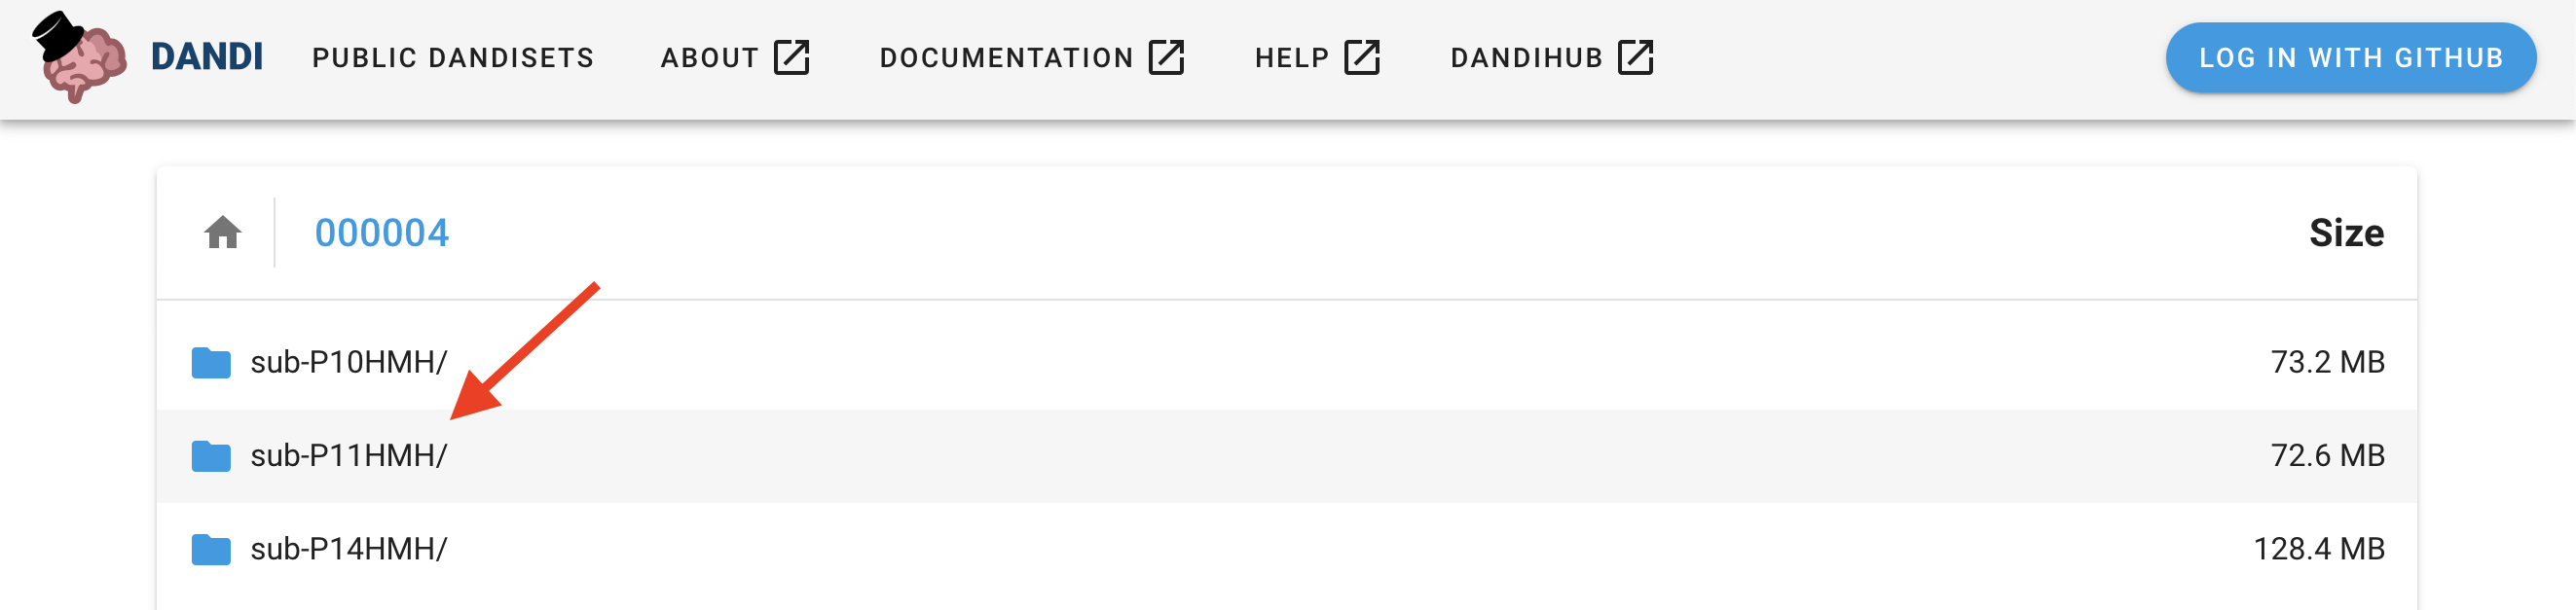 DANDI PUBLIC DANDISETS ABOUT DOCUMENTATION HELP DANDIHUB LOG IN WITH GITHUB
000004 Size
sub-P10HMH/ 73.2 MB
sub-P11HMH/ 72.6 MB
sub-P14HMH/ 128.4 MB